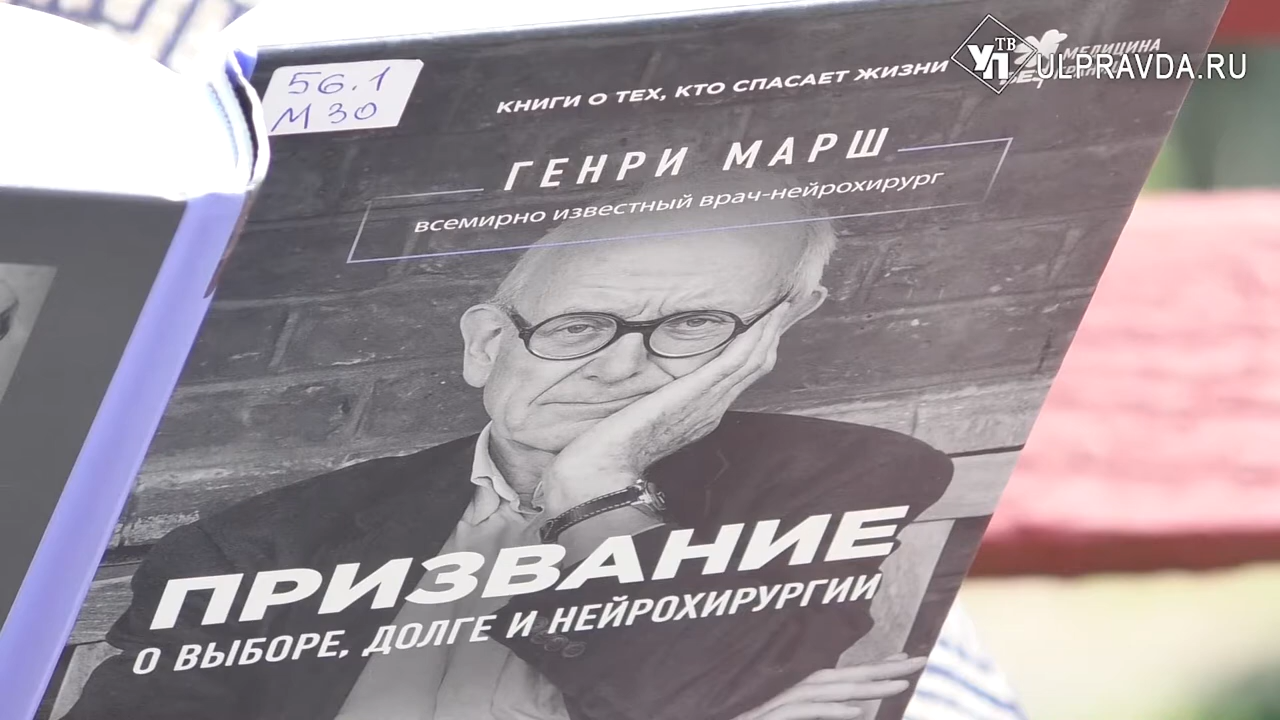 56.1
М 30
КНИГИ О ТЕХ, КТО СПАСАЕТ ЖИЗНИ
МЕДИЦИНА
УП ТВ ULPRAVDA.RU
ГЕНРИ МАРШ
всемирно известный врач-нейрохирург
ПРИЗВАНИЕ
О ВЫБОРЕ, ДОЛГЕ И НЕЙРОХИРУРГИИ